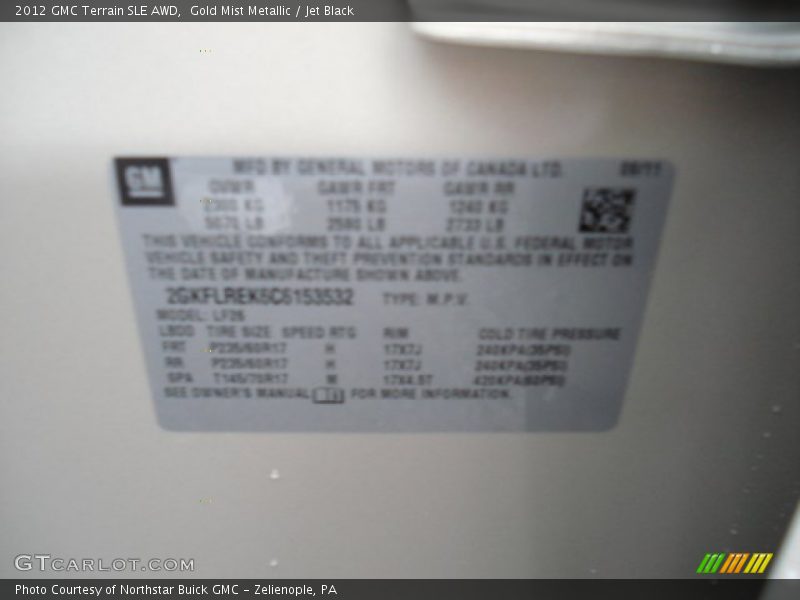 2012 GMC Terrain SLE AWD, Gold Mist Metallic / Jet Black
GM
MFD BY GENERAL MOTORS OF CANADA LTD.
GVWR GAWR FRT GAWR RR
KG 1175 KG 1240 KG
LB LB 2733 LB
THIS VEHICLE CONFORMS TO ALL APPLICABLE U.S. FEDERAL MOTOR
VEHICLE SAFETY AND THEFT PREVENTION STANDARDS IN EFFECT ON
THE DATE OF MANUFACTURE SHOWN ABOVE.
TYPE: M.P.V.
MODEL:
TIRE SIZE SPEED RTG RIM COLD TIRE PRESSURE
FRT P235/60R17 H 17X7J 240KPA(35PSI)
RR P235/60R17 H 17X7J 240KPA(35PSI)
SPA T145/70R17 M 420KPA(60PSI)
SEE OWNER'S MANUAL FOR MORE INFORMATION.
GTCARLOT.COM
Photo Courtesy of Northstar Buick GMC - Zelienople, PA